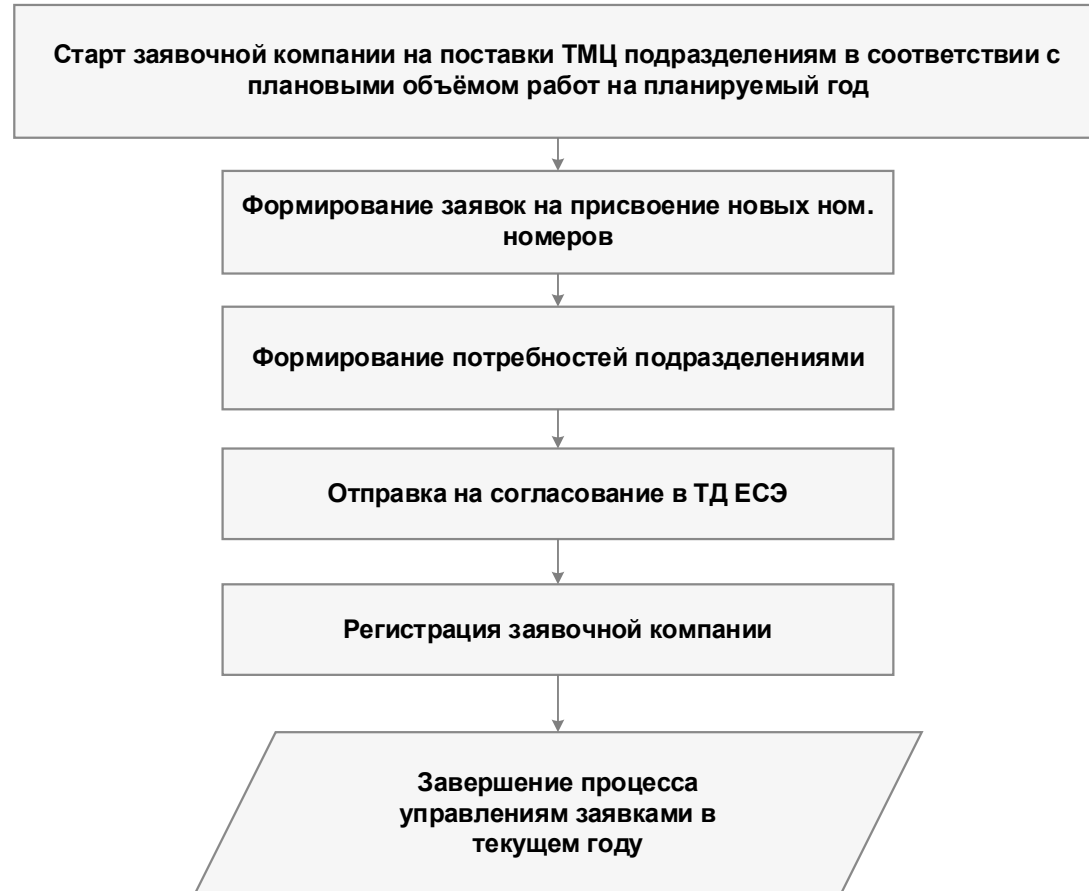 Старт заявочной компании на поставки ТМЦ подразделениям в соответствии с
плановыми объёмом работ на планируемый год
Формирование заявок на присвоение новых ном.
номеров
Формирование потребностей подразделениями
Отправка на согласование в ТД ЕСЭ
Регистрация заявочной компании
Завершение процесса
управлениям заявками в
текущем году